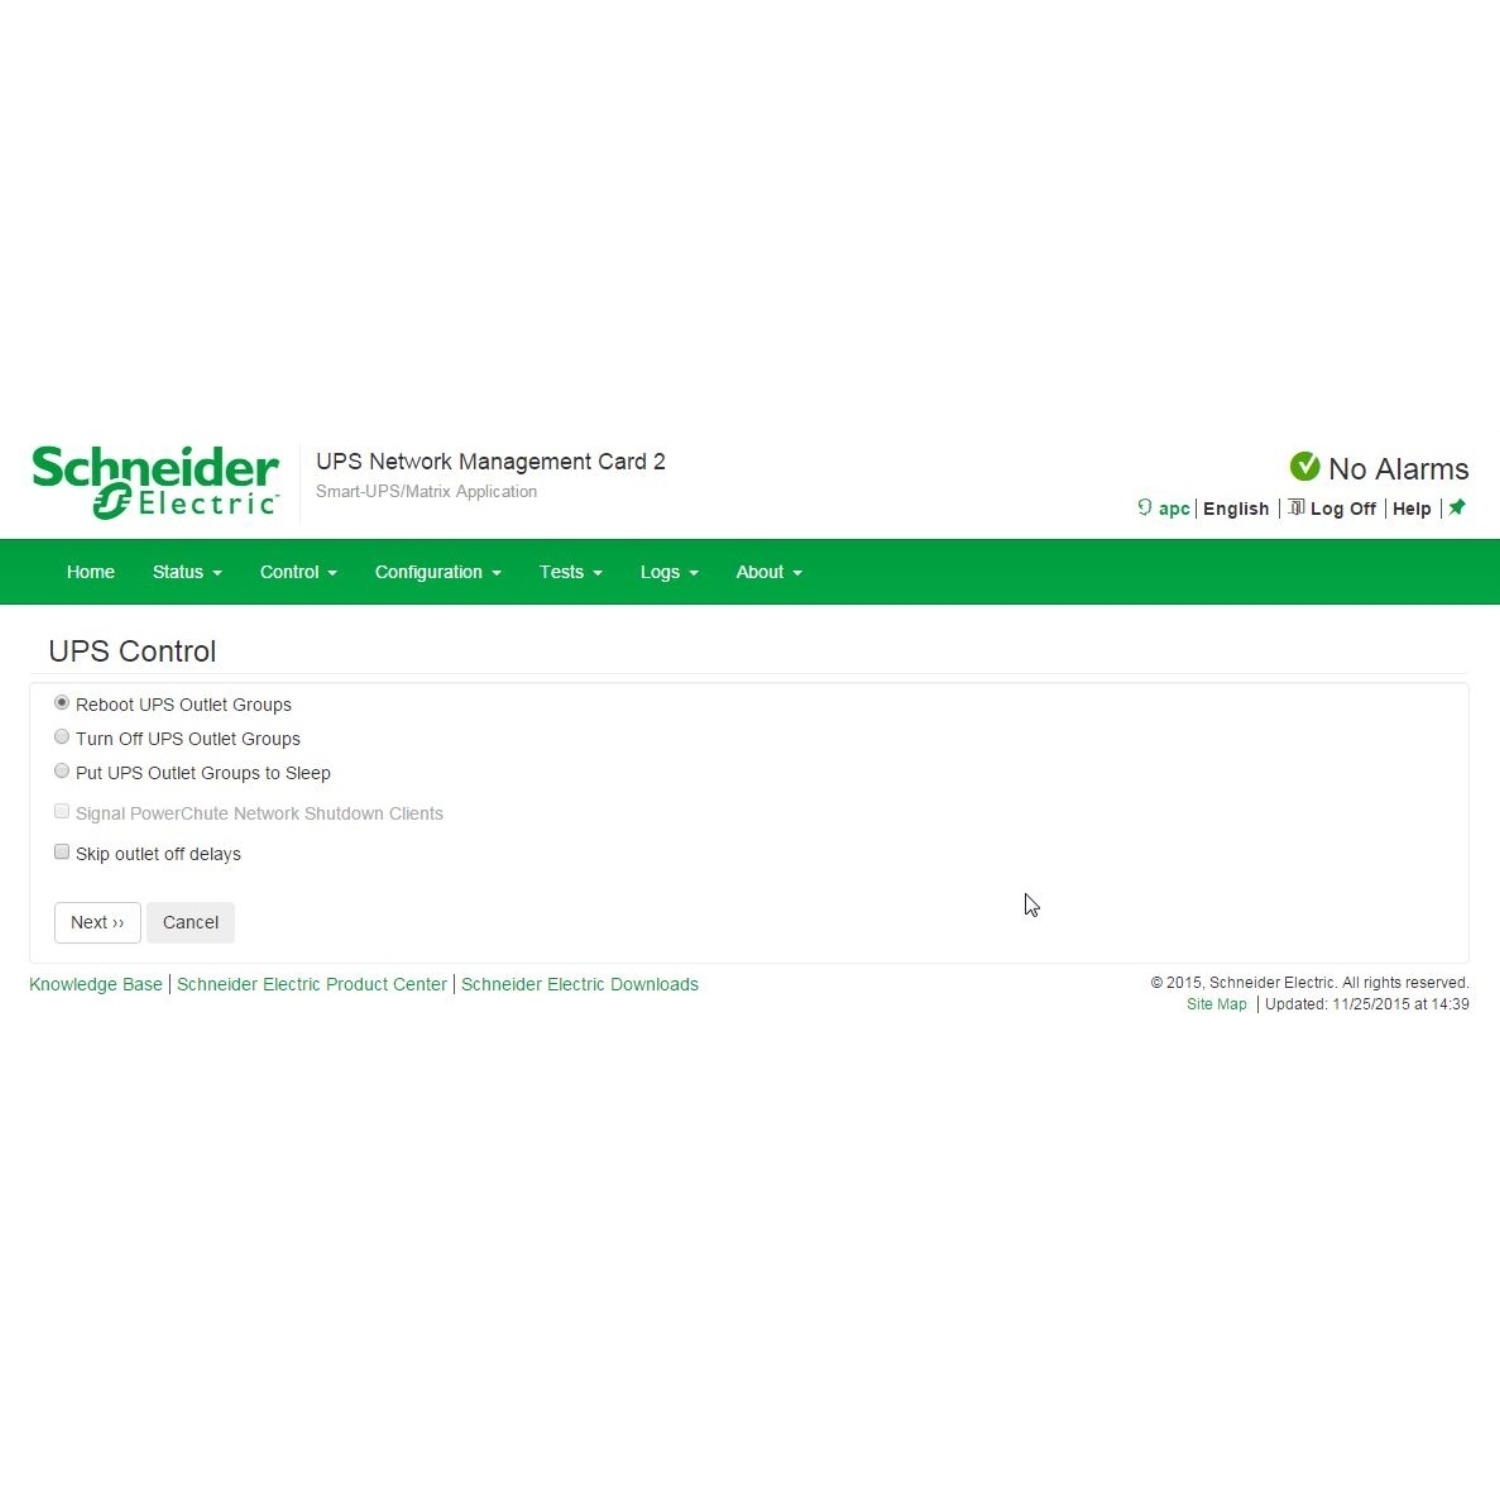 Schneider
Electric
UPS Network Management Card 2
Smart-UPS/Matrix Application
No Alarms
apc | English | Log Off | Help |
Home Status Control Configuration Tests Logs About
UPS Control
Reboot UPS Outlet Groups
Turn Off UPS Outlet Groups
Put UPS Outlet Groups to Sleep
Signal PowerChute Network Shutdown Clients
Skip outlet off delays
Next ›› Cancel
Knowledge Base | Schneider Electric Product Center | Schneider Electric Downloads
© 2015, Schneider Electric. All rights reserved.
Site Map | Updated: 11/25/2015 at 14:39